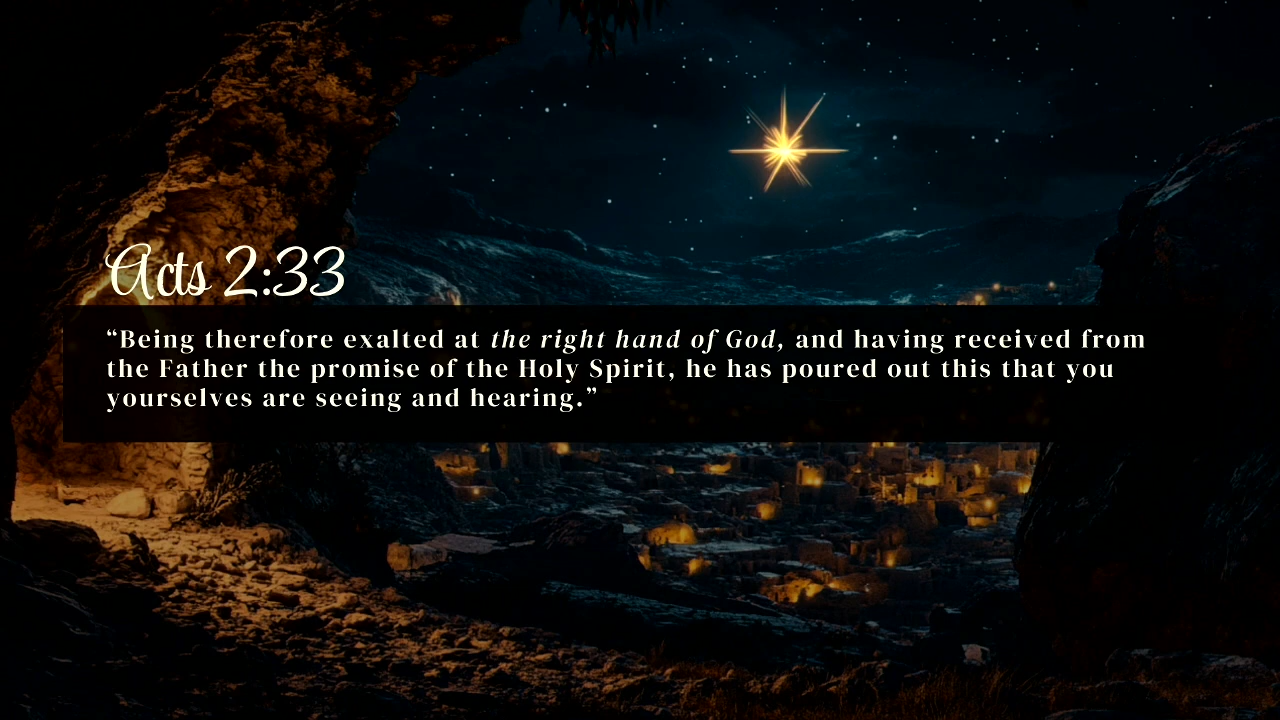 Acts 2:33
“Being therefore exalted at the right hand of God, and having received from
the Father the promise of the Holy Spirit, he has poured out this that you
yourselves are seeing and hearing.”